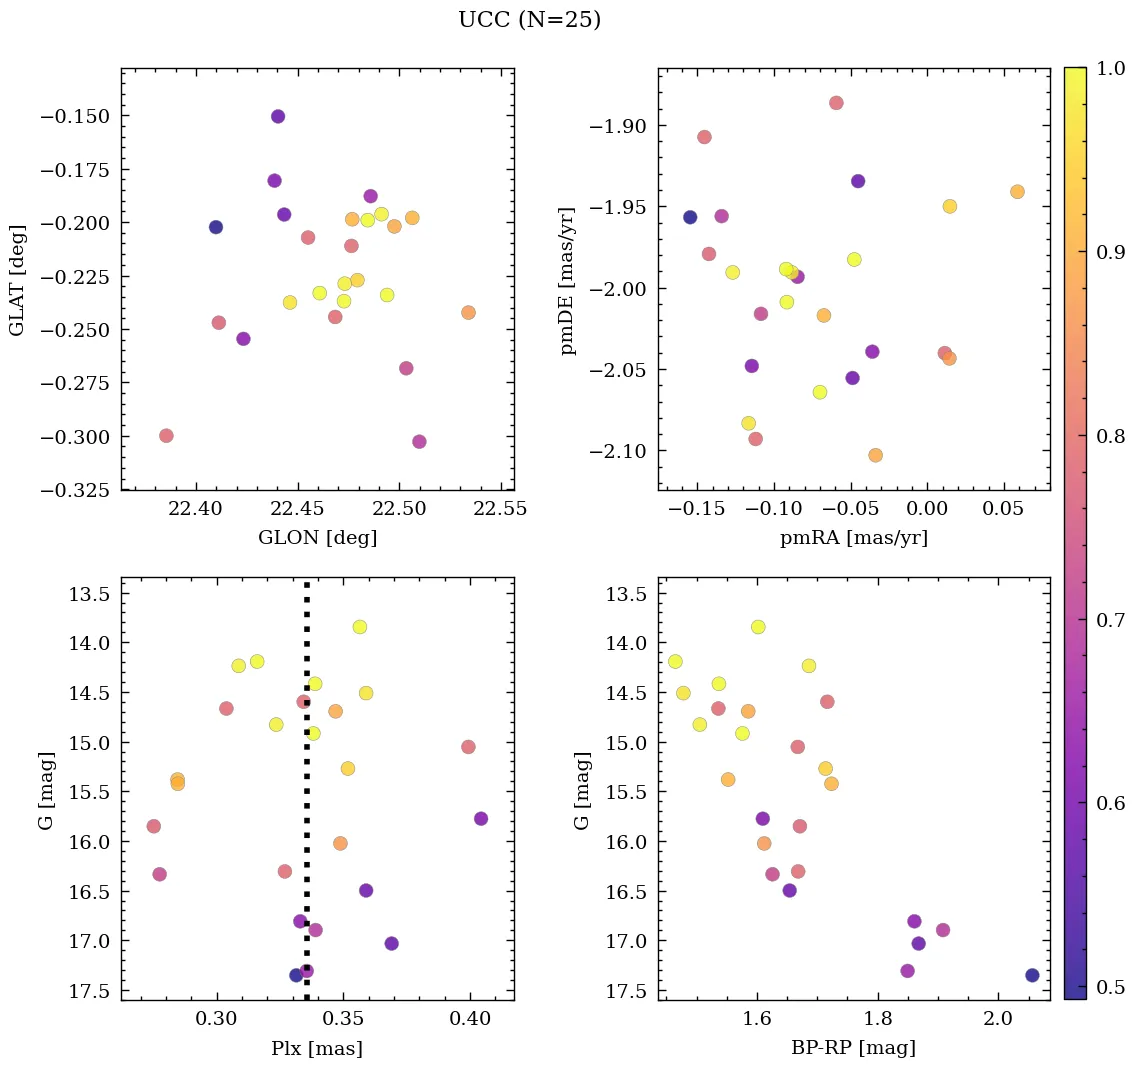 UCC (N=25)
−0.150
−0.175
−0.200
−0.225
−0.250
−0.275
−0.300
−0.325
GLAT [deg]
22.40 22.45 22.50 22.55
GLON [deg]
−1.90
−1.95
−2.00
−2.05
−2.10
pmDE [mas/yr]
−0.15 −0.10 −0.05 0.00 0.05
pmRA [mas/yr]
13.5
14.0
14.5
15.0
15.5
16.0
16.5
17.0
17.5
G [mag]
0.30 0.35 0.40
Plx [mas]
13.5
14.0
14.5
15.0
15.5
16.0
16.5
17.0
17.5
G [mag]
1.6 1.8 2.0
BP-RP [mag]
1.0
0.9
0.8
0.7
0.6
0.5